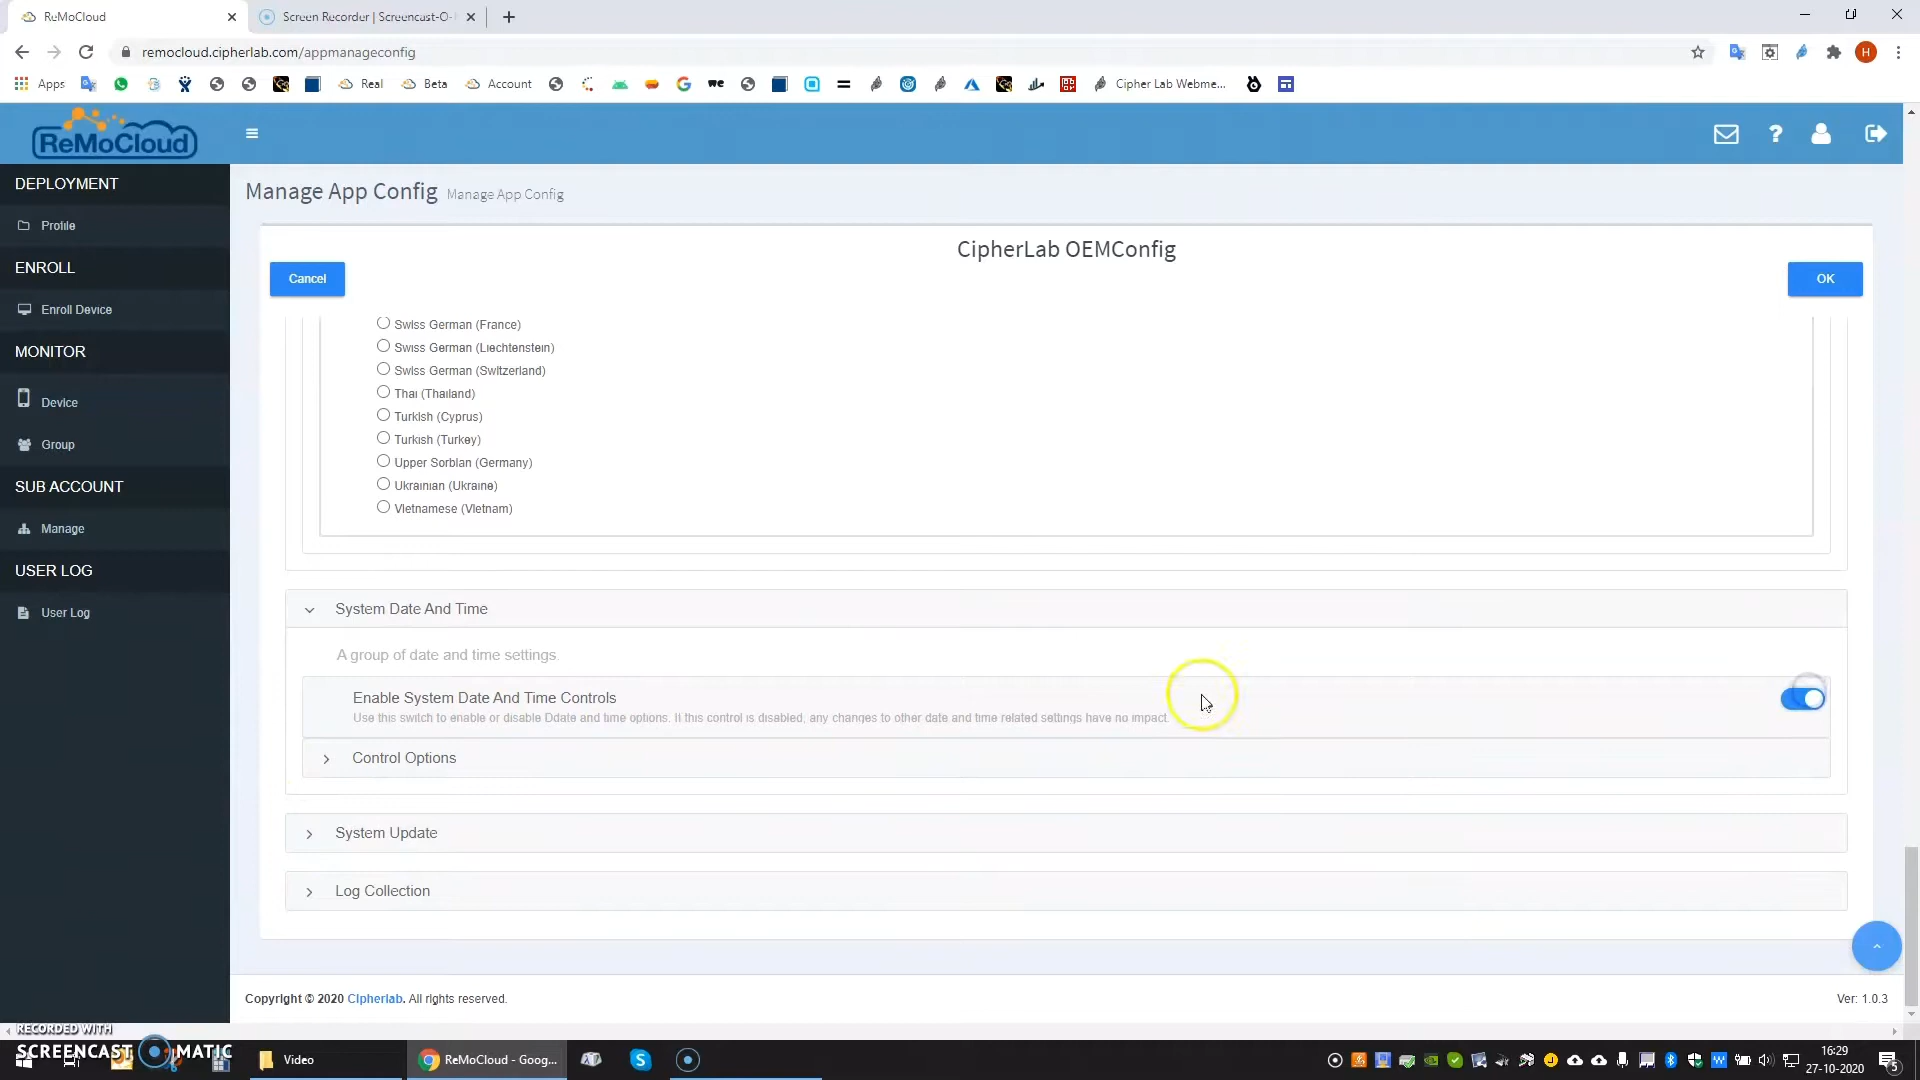 ReMoCloud
Screen Recorder | Screencast-O-
remocloud.cipherlab.com/appmanageconfig
H
Apps
Real
Beta
Account
we
Cipher Lab Webme...
ReMoCloud
DEPLOYMENT
Profile
ENROLL
Enroll Device
MONITOR
Device
Group
SUB ACCOUNT
Manage
USER LOG
User Log
Manage App Config Manage App Config
CipherLab OEMConfig
Cancel
OK
Swiss German (France)
Swiss German (Liechtenstein)
Swiss German (Switzerland)
Thai (Thailand)
Turkish (Cyprus)
Turkish (Turkey)
Upper Sorbian (Germany)
Ukrainian (Ukraine)
Vietnamese (Vietnam)
System Date And Time
A group of date and time settings.
Enable System Date And Time Controls
Use this switch to enable or disable Ddate and time options. If this control is disabled, any changes to other date and time related settings have no impact.
Control Options
System Update
Log Collection
Copyright © 2020 Cipherlab. All rights reserved.
Ver: 1.0.3
RECORDED WITH
SCREENCAST MATIC
Video
ReMoCloud - Goog...
16:29
27-10-2020
5